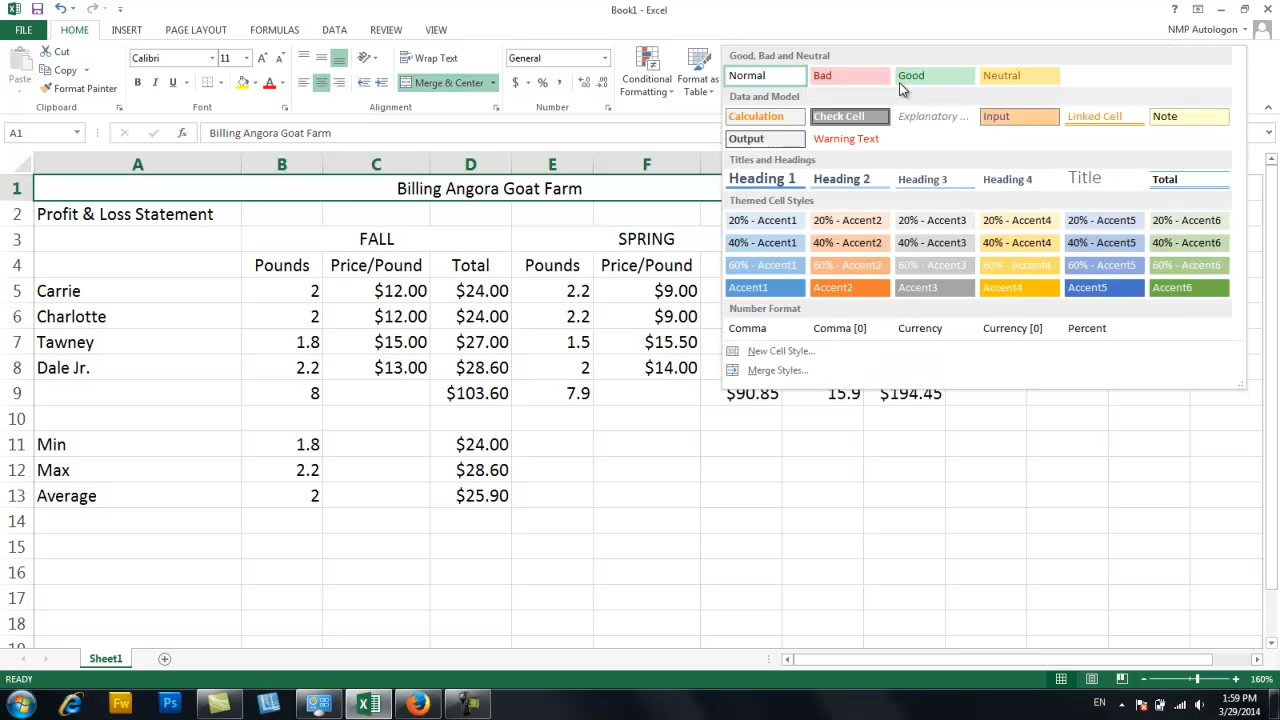 Book1 - Excel
FILE HOME INSERT PAGE LAYOUT FORMULAS DATA REVIEW VIEW NMP Autologon
Paste Cut Copy Format Painter Clipboard
Calibri 11 A A B I U A Font
Wrap Text Merge & Center Alignment
General $ % , Number
Conditional Formatting Format as Table
Good, Bad and Neutral
Normal Bad Good Neutral
Data and Model
Calculation Check Cell Explanatory ... Input Linked Cell Note
Output Warning Text
Titles and Headings
Heading 1 Heading 2 Heading 3 Heading 4 Title Total
Themed Cell Styles
20% - Accent1 20% - Accent2 20% - Accent3 20% - Accent4 20% - Accent5 20% - Accent6
40% - Accent1 40% - Accent2 40% - Accent3 40% - Accent4 40% - Accent5 40% - Accent6
60% - Accent1 60% - Accent2 60% - Accent3 60% - Accent4 60% - Accent5 60% - Accent6
Accent1 Accent2 Accent3 Accent4 Accent5 Accent6
Number Format
Comma Comma [0] Currency Currency [0] Percent
New Cell Style...
Merge Styles...
A1 fx Billing Angora Goat Farm
A B C D E F
1 Billing Angora Goat Farm
2 Profit & Loss Statement
3 FALL SPRING
4 Pounds Price/Pound Total Pounds Price/Pound
5 Carrie 2 $12.00 $24.00 2.2 $9.00
6 Charlotte 2 $12.00 $24.00 2.2 $9.00
7 Tawney 1.8 $15.00 $27.00 1.5 $15.50
8 Dale Jr. 2.2 $13.00 $28.60 2 $14.00
9 8 $103.60 7.9 $90.85 15.9 $194.45
10
11 Min 1.8 $24.00
12 Max 2.2 $28.60
13 Average 2 $25.90
14
15
16
17
18
19
Sheet1
READY 160%
Fw Ps EN 1:59 PM
3/29/2014